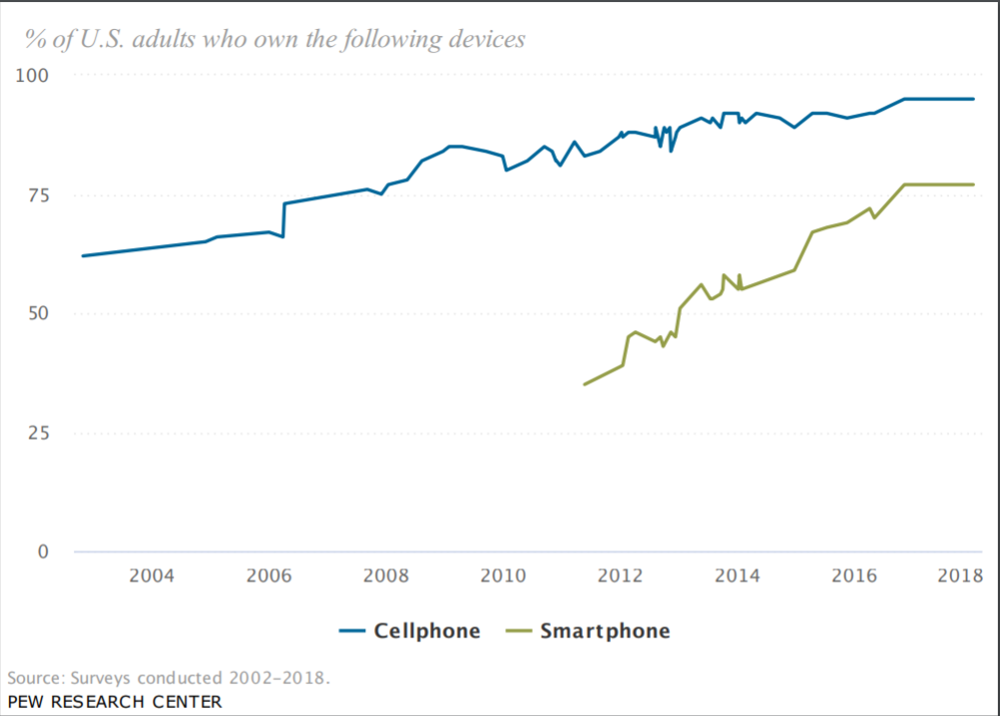 % of U.S. adults who own the following devices
100
75
50
25
0
2004 2006 2008 2010 2012 2014 2016 2018
Cellphone Smartphone
Source: Surveys conducted 2002–2018.
PEW RESEARCH CENTER